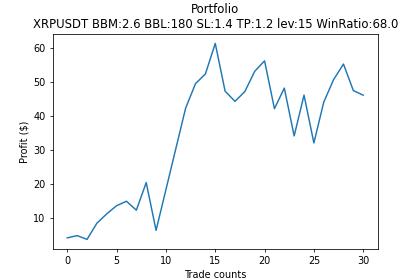 Portfolio
XRPUSDT BBM:2.6 BBL:180 SL:1.4 TP:1.2 lev:15 WinRatio:68.0
60
50
40
30
20
10
Profit ($)
0 5 10 15 20 25 30
Trade counts